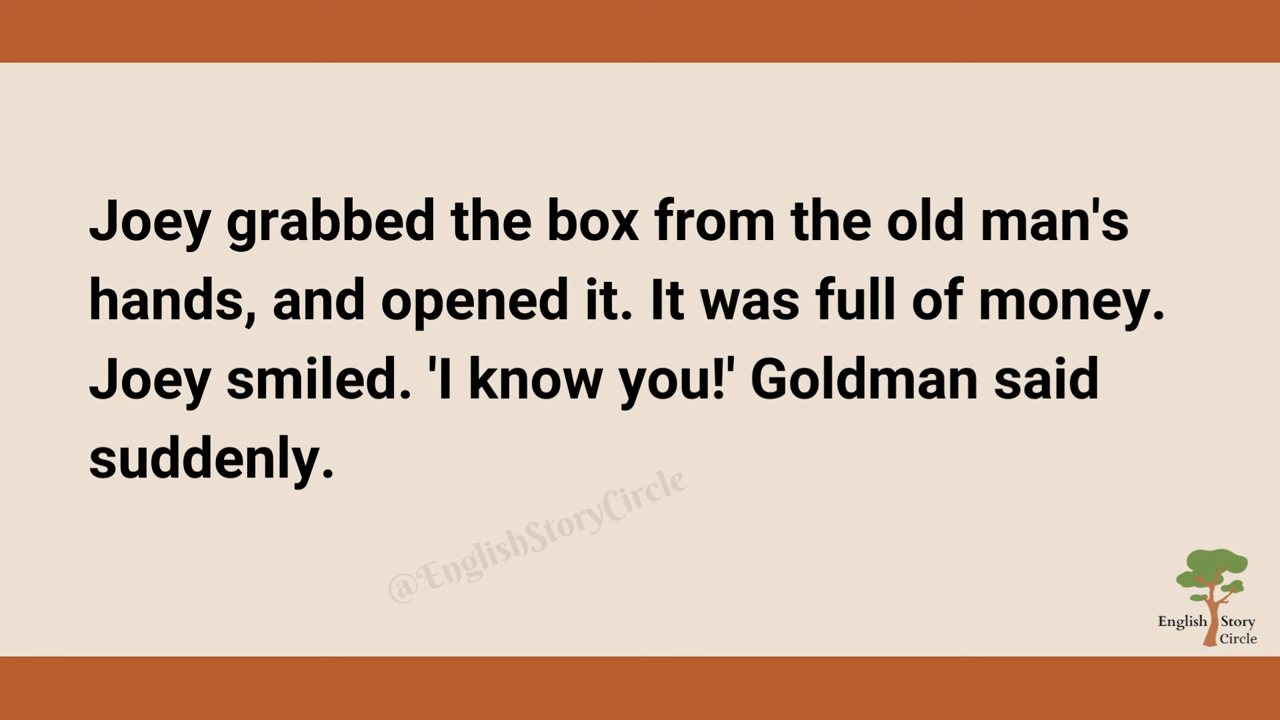 Joey grabbed the box from the old man's
hands, and opened it. It was full of money.
Joey smiled. 'I know you!' Goldman said
suddenly.
@EnglishStoryCircle
English Story
Circle